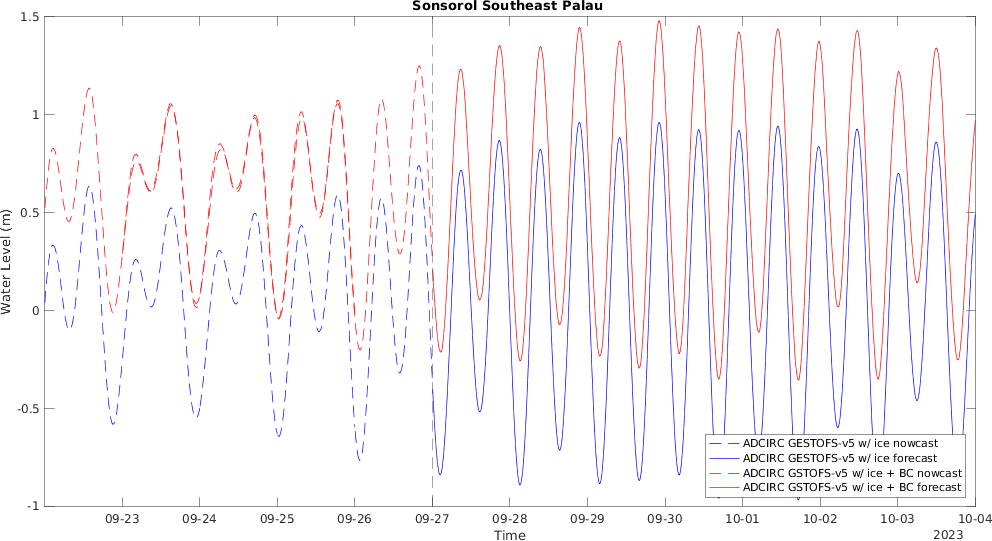 Sonsorol Southeast Palau
1.5
1
0.5
0
-0.5
-1
Water Level (m)
ADCIRC GESTOFS-v5 w/ ice nowcast
ADCIRC GESTOFS-v5 w/ ice forecast
ADCIRC GSTOFS-v5 w/ ice + BC nowcast
ADCIRC GSTOFS-v5 w/ ice + BC forecast
09-23 09-24 09-25 09-26 09-27 09-28 09-29 09-30 10-01 10-02 10-03 10-04
Time
2023